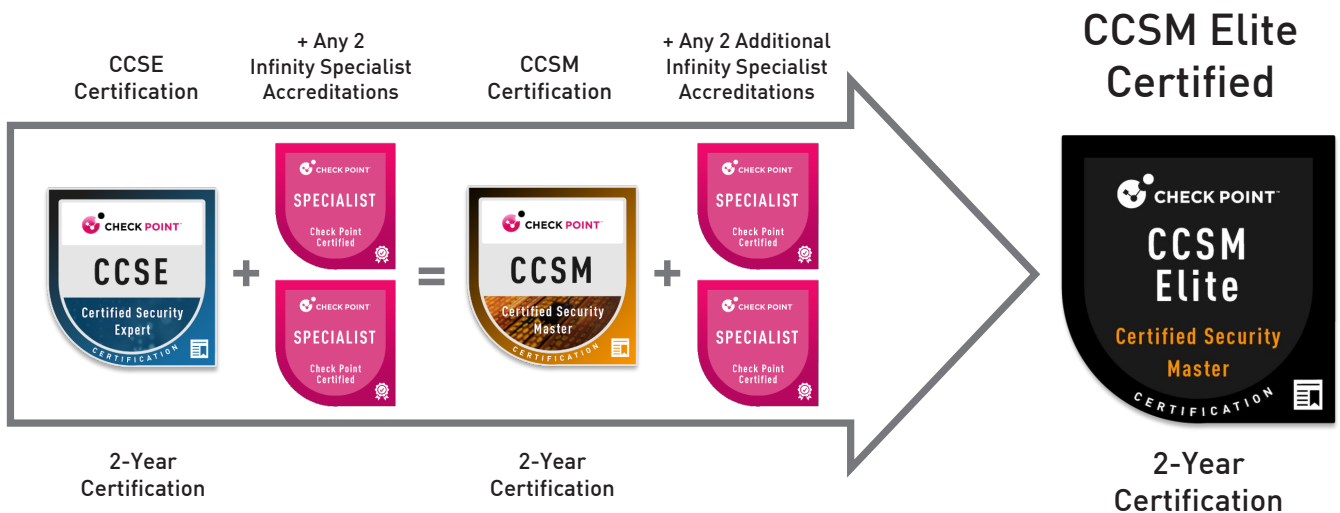 CCSE
Certification
+ Any 2
Infinity Specialist
Accreditations
CCSM
Certification
+ Any 2 Additional
Infinity Specialist
Accreditations
CCSM Elite
Certified
CHECK POINT™
CCSE
Certified Security
Expert
CERTIFICATION
+
CHECK POINT
SPECIALIST
Check Point
Certified
CHECK POINT
SPECIALIST
Check Point
Certified
=
CHECK POINT™
CCSM
Certified Security
Master
CERTIFICATION
+
CHECK POINT
SPECIALIST
Check Point
Certified
CHECK POINT
SPECIALIST
Check Point
Certified
CHECK POINT™
CCSM
Elite
Certified Security
Master
CERTIFICATION
2-Year
Certification
2-Year
Certification
2-Year
Certification